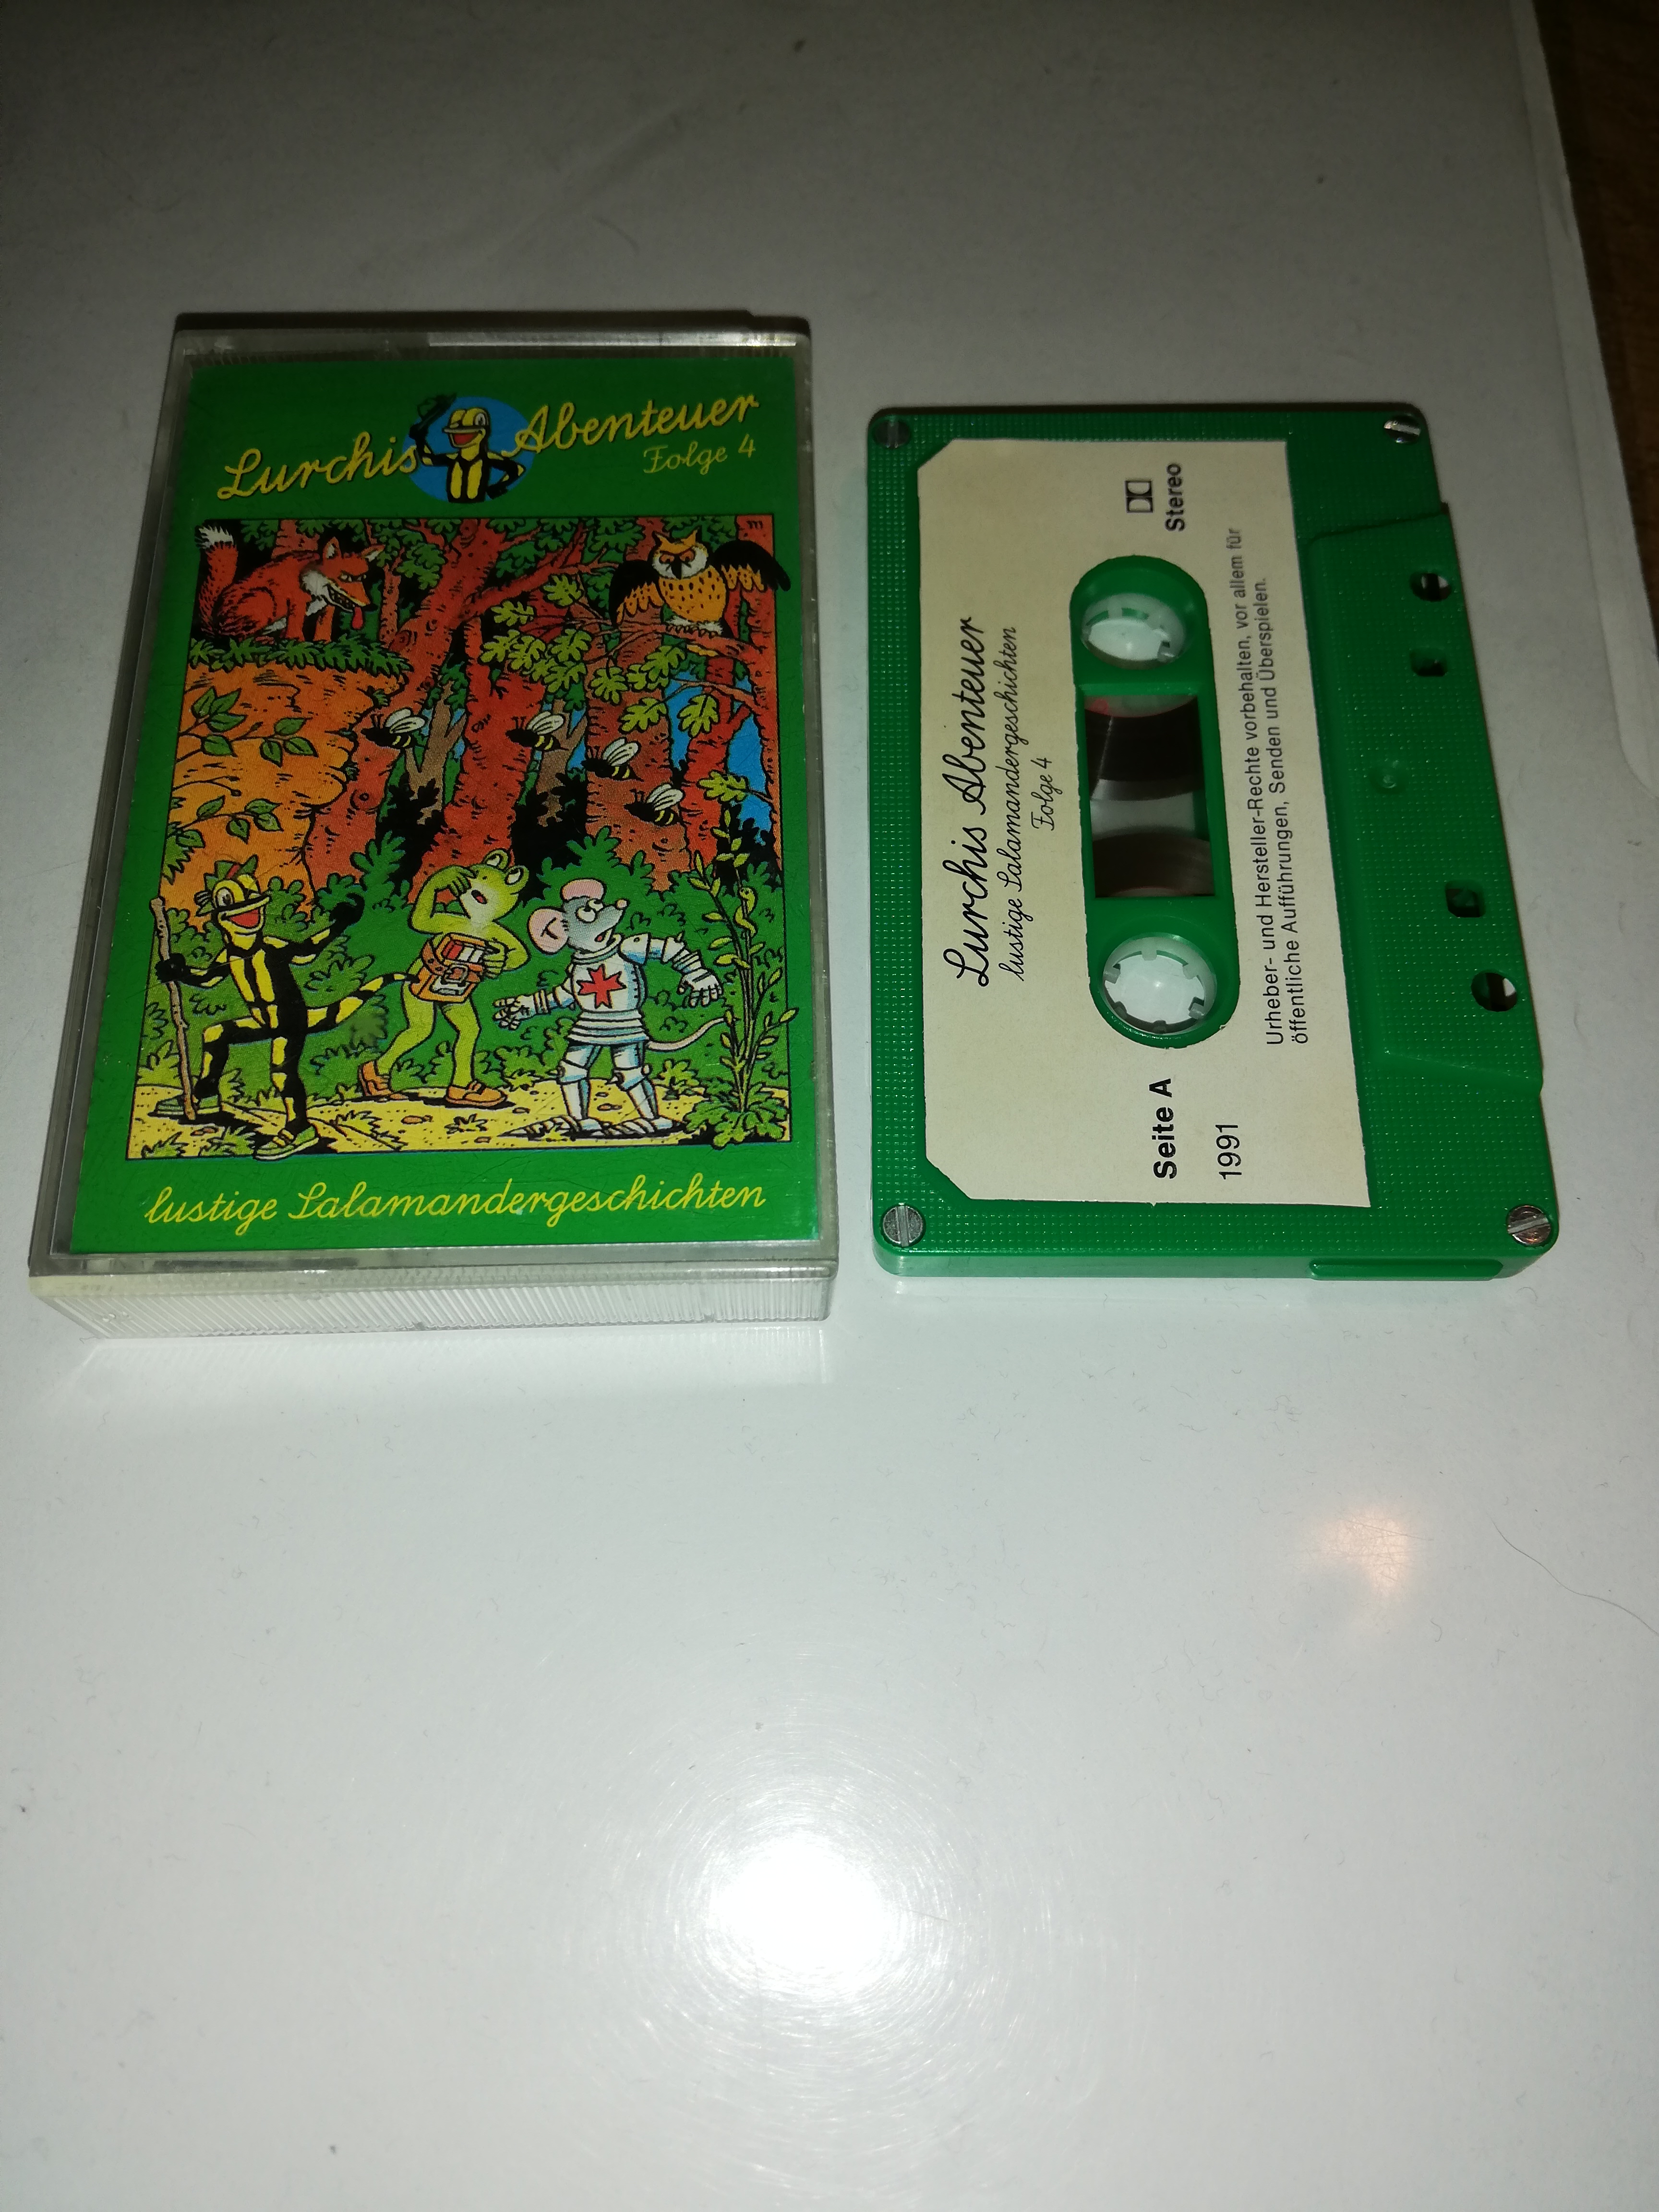 Lurchis Abenteuer
Folge 4
lustige Salamandergeschichten
Lurchis Abenteuer
lustige Salamandergeschichten
Folge 4
Seite A
Stereo
1991
Urheber- und Hersteller-Rechte vorbehalten, vor allem für
öffentliche Aufführungen, Senden und Überspielen.